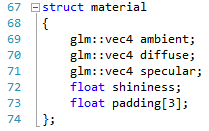 67 struct material
68 {
69 glm::vec4 ambient;
70 glm::vec4 diffuse;
71 glm::vec4 specular;
72 float shininess;
73 float padding[3];
74 };